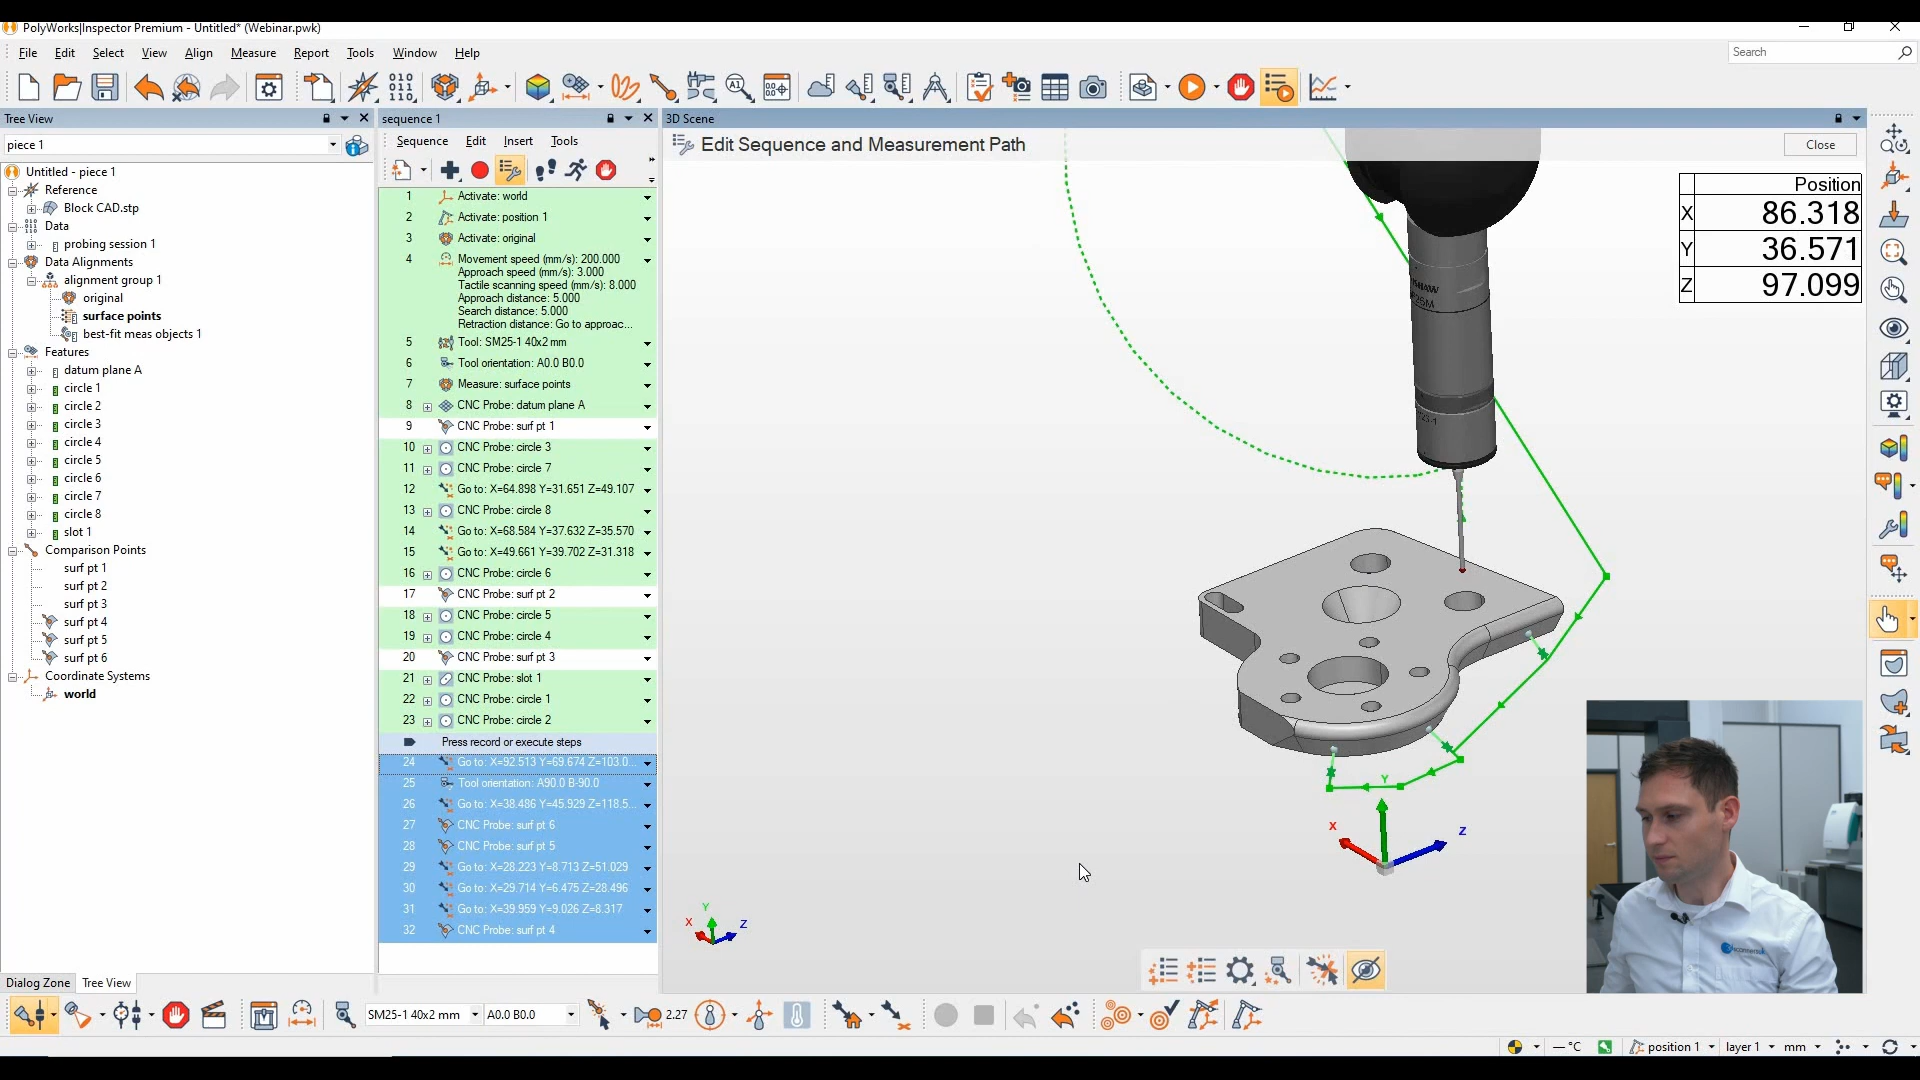 PolyWorks|Inspector Premium - Untitled* (Webinar.pwk)
File Edit Select View Align Measure Report Tools Window Help
Search
Tree View
piece 1
Untitled - piece 1
Reference
Block CAD.stp
Data
probing session 1
Data Alignments
alignment group 1
original
surface points
best-fit meas objects 1
Features
datum plane A
circle 1
circle 2
circle 3
circle 4
circle 5
circle 6
circle 7
circle 8
slot 1
Comparison Points
surf pt 1
surf pt 2
surf pt 3
surf pt 4
surf pt 5
surf pt 6
Coordinate Systems
world
Dialog Zone Tree View
sequence 1
Sequence Edit Insert Tools
1 Activate: world
2 Activate: position 1
3 Activate: original
4 Movement speed (mm/s): 200.000
Approach speed (mm/s): 3.000
Tactile scanning speed (mm/s): 8.000
Approach distance: 5.000
Search distance: 5.000
Retraction distance: Go to approac...
5 Tool: SM25-1 40x2 mm
6 Tool orientation: A0.0 B0.0
7 Measure: surface points
8 CNC Probe: datum plane A
9 CNC Probe: surf pt 1
10 CNC Probe: circle 3
11 CNC Probe: circle 7
12 Go to: X=64.898 Y=31.651 Z=49.107
13 CNC Probe: circle 8
14 Go to: X=68.584 Y=37.632 Z=35.570
15 Go to: X=49.661 Y=39.702 Z=31.318
16 CNC Probe: circle 6
17 CNC Probe: surf pt 2
18 CNC Probe: circle 5
19 CNC Probe: circle 4
20 CNC Probe: surf pt 3
21 CNC Probe: slot 1
22 CNC Probe: circle 1
23 CNC Probe: circle 2
Press record or execute steps
24 Go to: X=92.513 Y=69.674 Z=103.0...
25 Tool orientation: A90.0 B-90.0
26 Go to: X=38.486 Y=45.929 Z=118.5...
27 CNC Probe: surf pt 6
28 CNC Probe: surf pt 5
29 Go to: X=28.223 Y=8.713 Z=51.029
30 Go to: X=29.714 Y=6.475 Z=28.496
31 Go to: X=39.959 Y=9.026 Z=8.317
32 CNC Probe: surf pt 4
3D Scene
Edit Sequence and Measurement Path
Close
Position
X 86.318
Y 36.571
Z 97.099
Y
X
Z
Y
X
Z
SM25-1 40x2 mm
A0.0 B0.0
2.27
— °C
position 1
layer 1
mm